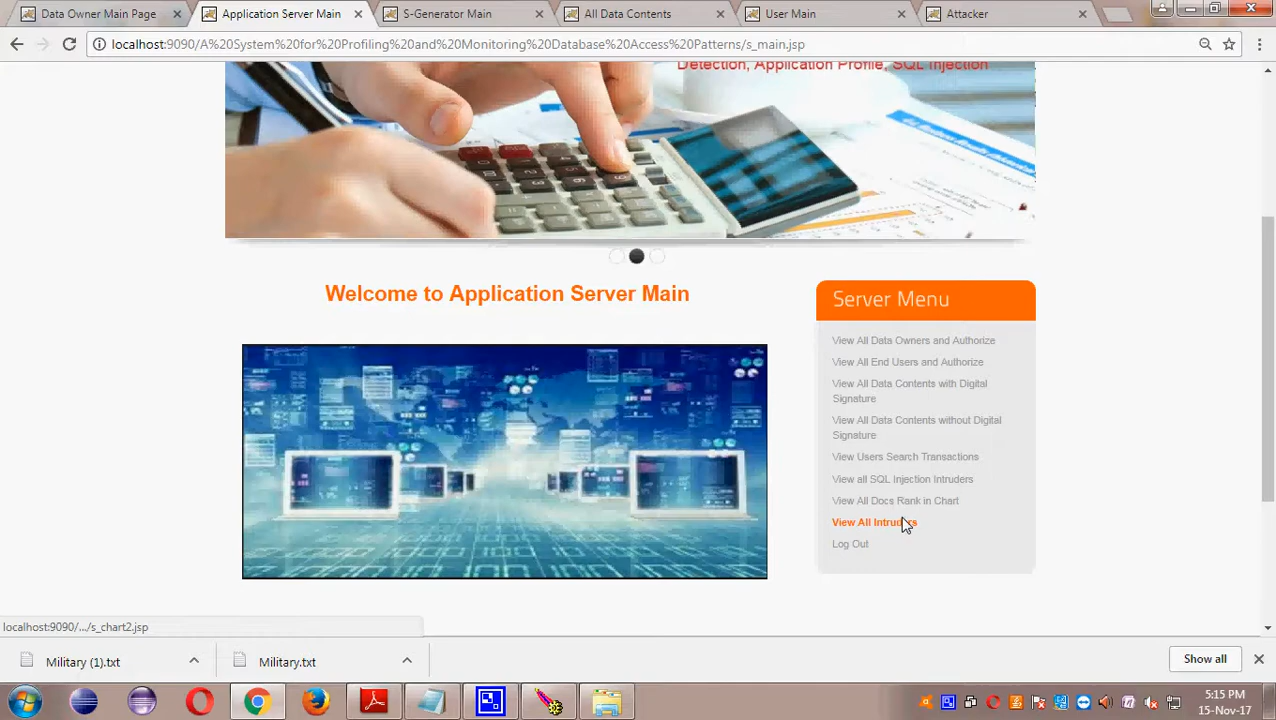 Data Owner Main Page
Application Server Main
S-Generator Main
All Data Contents
User Main
Attacker
localhost:9090/A%20System%20for%20Profiling%20and%20Monitoring%20Database%20Access%20Patterns/s_main.jsp
Detection, Application Profile, SQL Injection
Welcome to Application Server Main
Server Menu
View All Data Owners and Authorize
View All End Users and Authorize
View All Data Contents with Digital
Signature
View All Data Contents without Digital
Signature
View Users Search Transactions
View all SQL Injection Intruders
View All Docs Rank in Chart
View All Intruders
Log Out
localhost:9090/.../s_chart2.jsp
Military (1).txt
Military.txt
Show all
5:15 PM
15-Nov-17